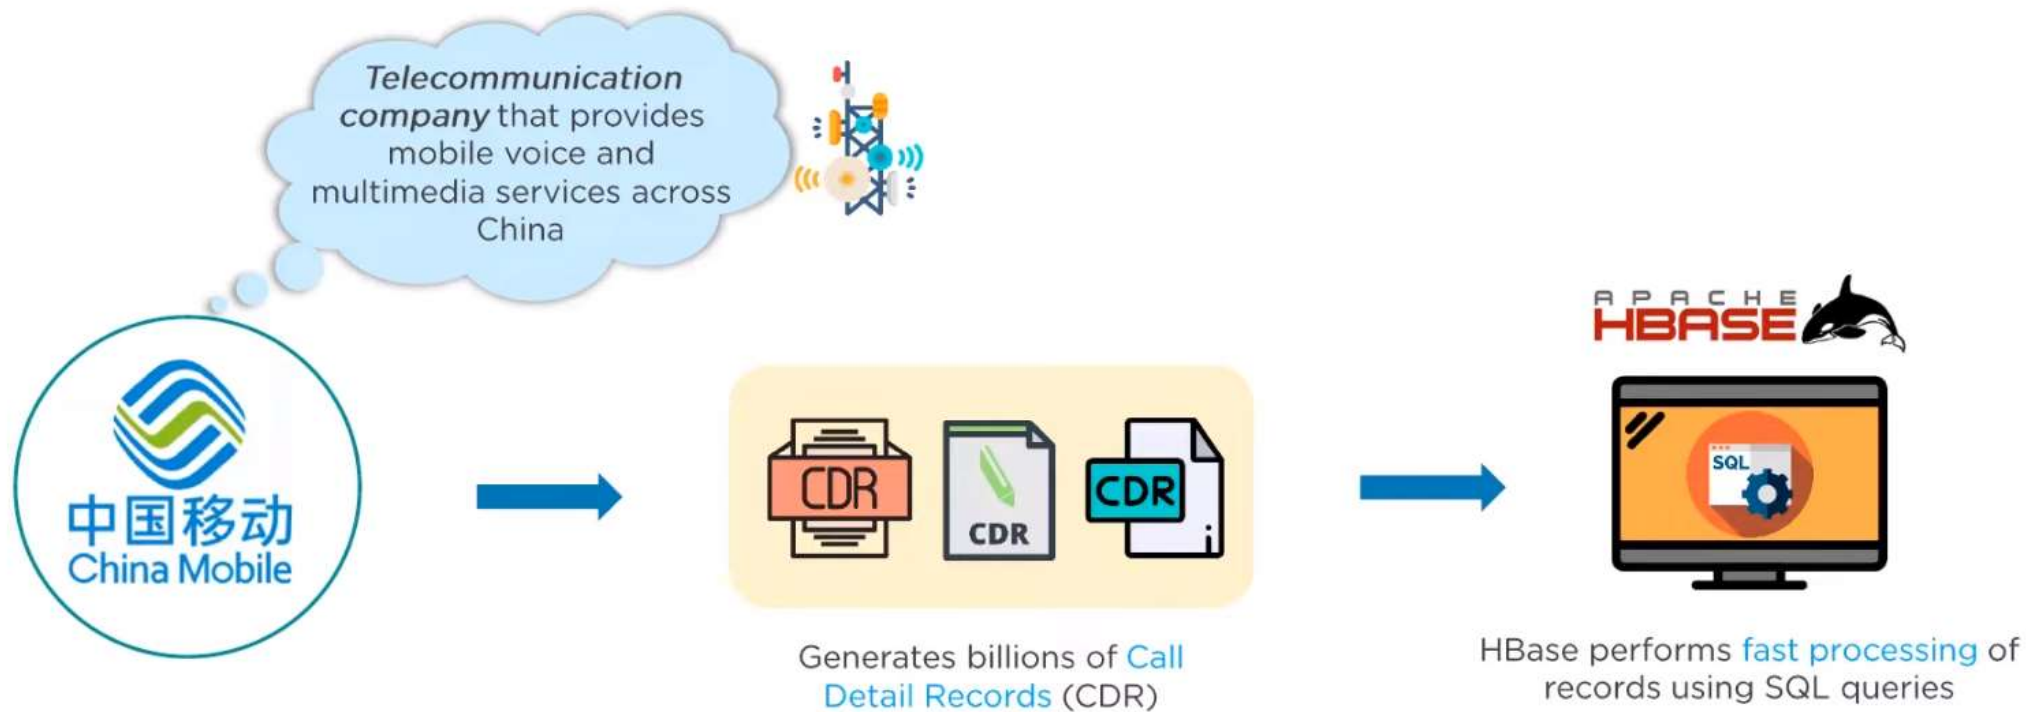 Telecommunication
company that provides
mobile voice and
multimedia services across
China
中国移动
China Mobile
CDR
CDR
CDR
i
Generates billions of Call
Detail Records (CDR)
APACHE
HBASE
SQL
HBase performs fast processing of
records using SQL queries